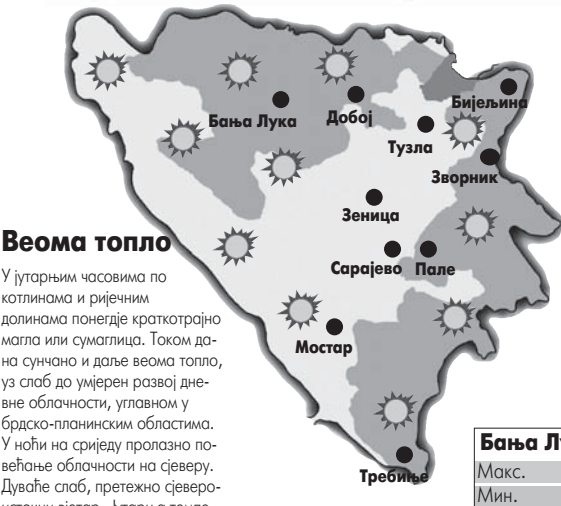 Бања Лука
Добој
Бијељина
Тузла
Зворник
Зеница
Сарајево
Пале
Мостар
Требиње
Веома топло
У јутарњим часовима по
котлинама и ријечним
долинама понегдје краткотрајно
магла или сумаглица. Током да-
на сунчано и даље веома топло,
уз слаб до умјерен развој дне-
вне облачности, углавном у
брдско-планинским областима.
У ноћи на сриједу пролазно по-
већање облачности на сјеверу.
Дуваће слаб, претежно сјеверо-
Бања
Макс.
Мин.